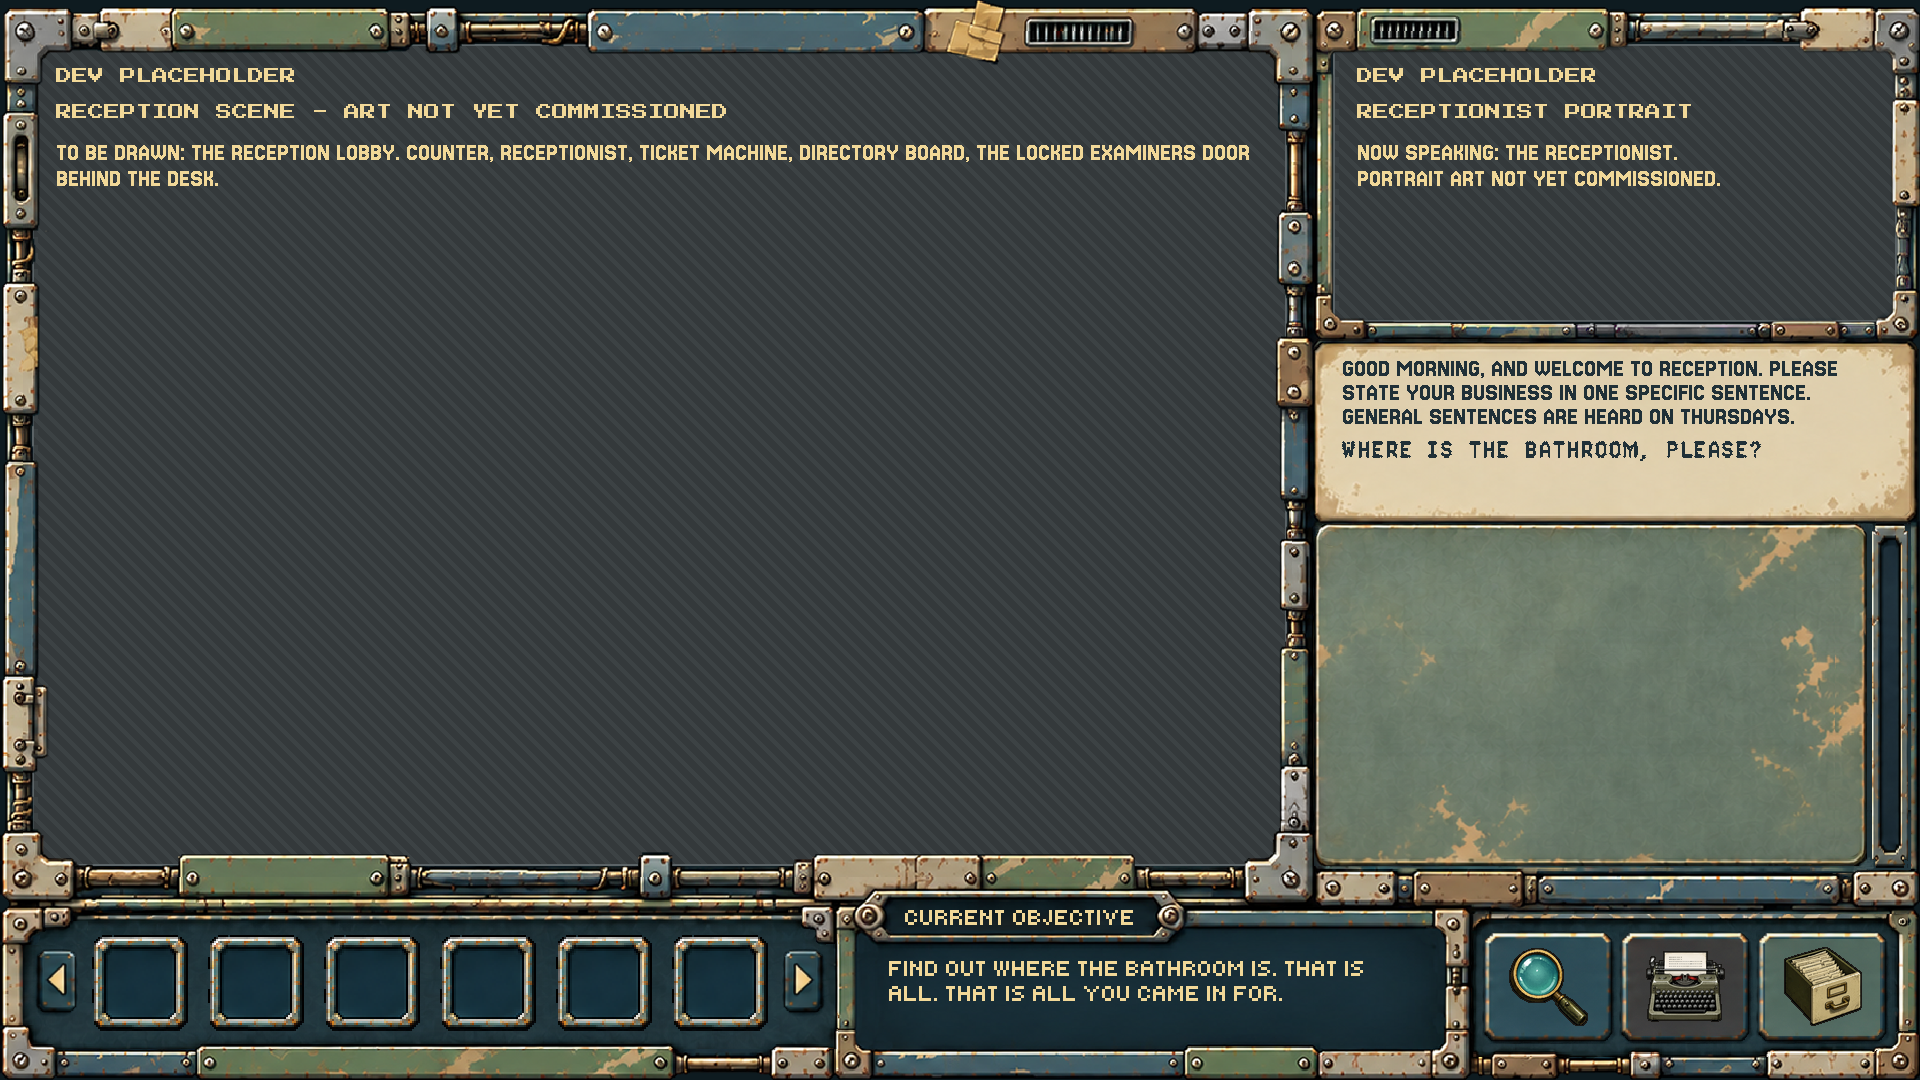 DEV PLACEHOLDER
RECEPTION SCENE - ART NOT YET COMMISSIONED
TO BE DRAWN: THE RECEPTION LOBBY. COUNTER, RECEPTIONIST, TICKET MACHINE, DIRECTORY BOARD, THE LOCKED EXAMINERS DOOR
BEHIND THE DESK.
DEV PLACEHOLDER
RECEPTIONIST PORTRAIT
NOW SPEAKING: THE RECEPTIONIST.
PORTRAIT ART NOT YET COMMISSIONED.
GOOD MORNING, AND WELCOME TO RECEPTION. PLEASE
STATE YOUR BUSINESS IN ONE SPECIFIC SENTENCE.
GENERAL SENTENCES ARE HEARD ON THURSDAYS.
WHERE IS THE BATHROOM, PLEASE?
CURRENT OBJECTIVE
FIND OUT WHERE THE BATHROOM IS. THAT IS
ALL. THAT IS ALL YOU CAME IN FOR.